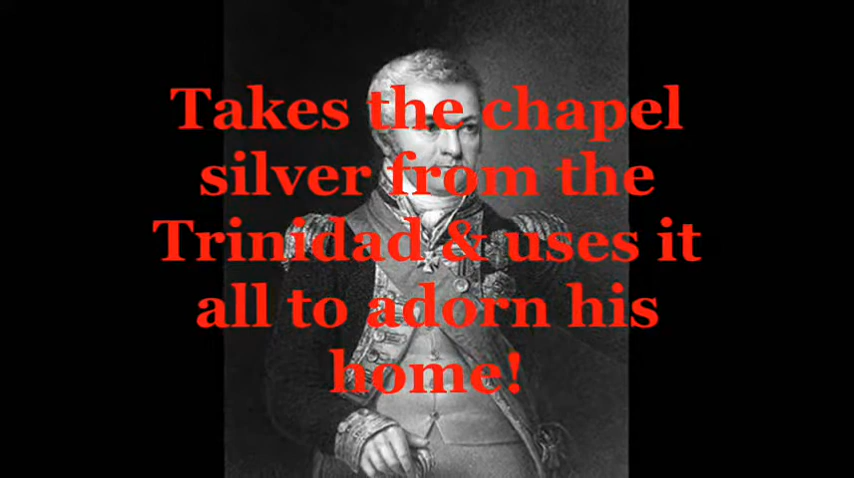 Takes the chapel
silver from the
Trinidad & uses it
all to adorn his
home!